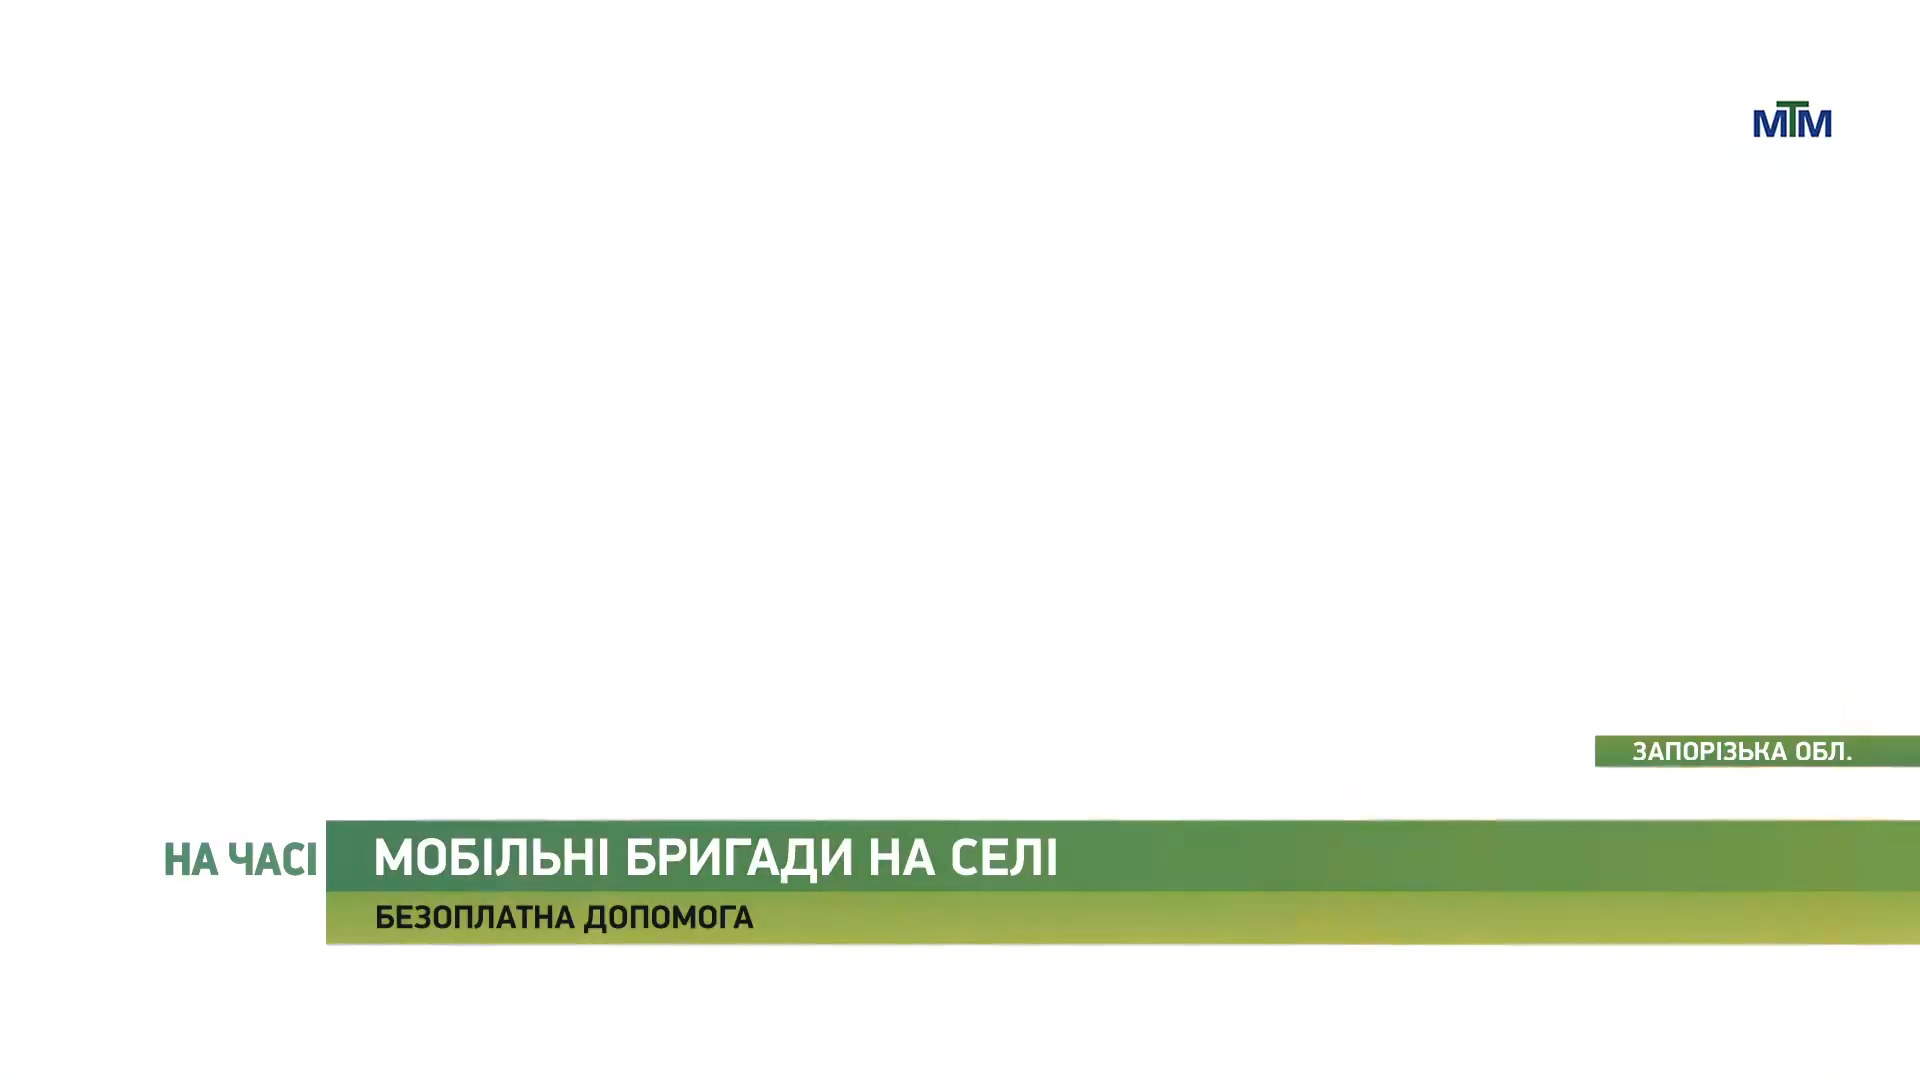 МТМ
ЗАПОРІЗЬКА ОБЛ.
НА ЧАСІ
МОБІЛЬНІ БРИГАДИ НА СЕЛІ
БЕЗОПЛАТНА ДОПОМОГА